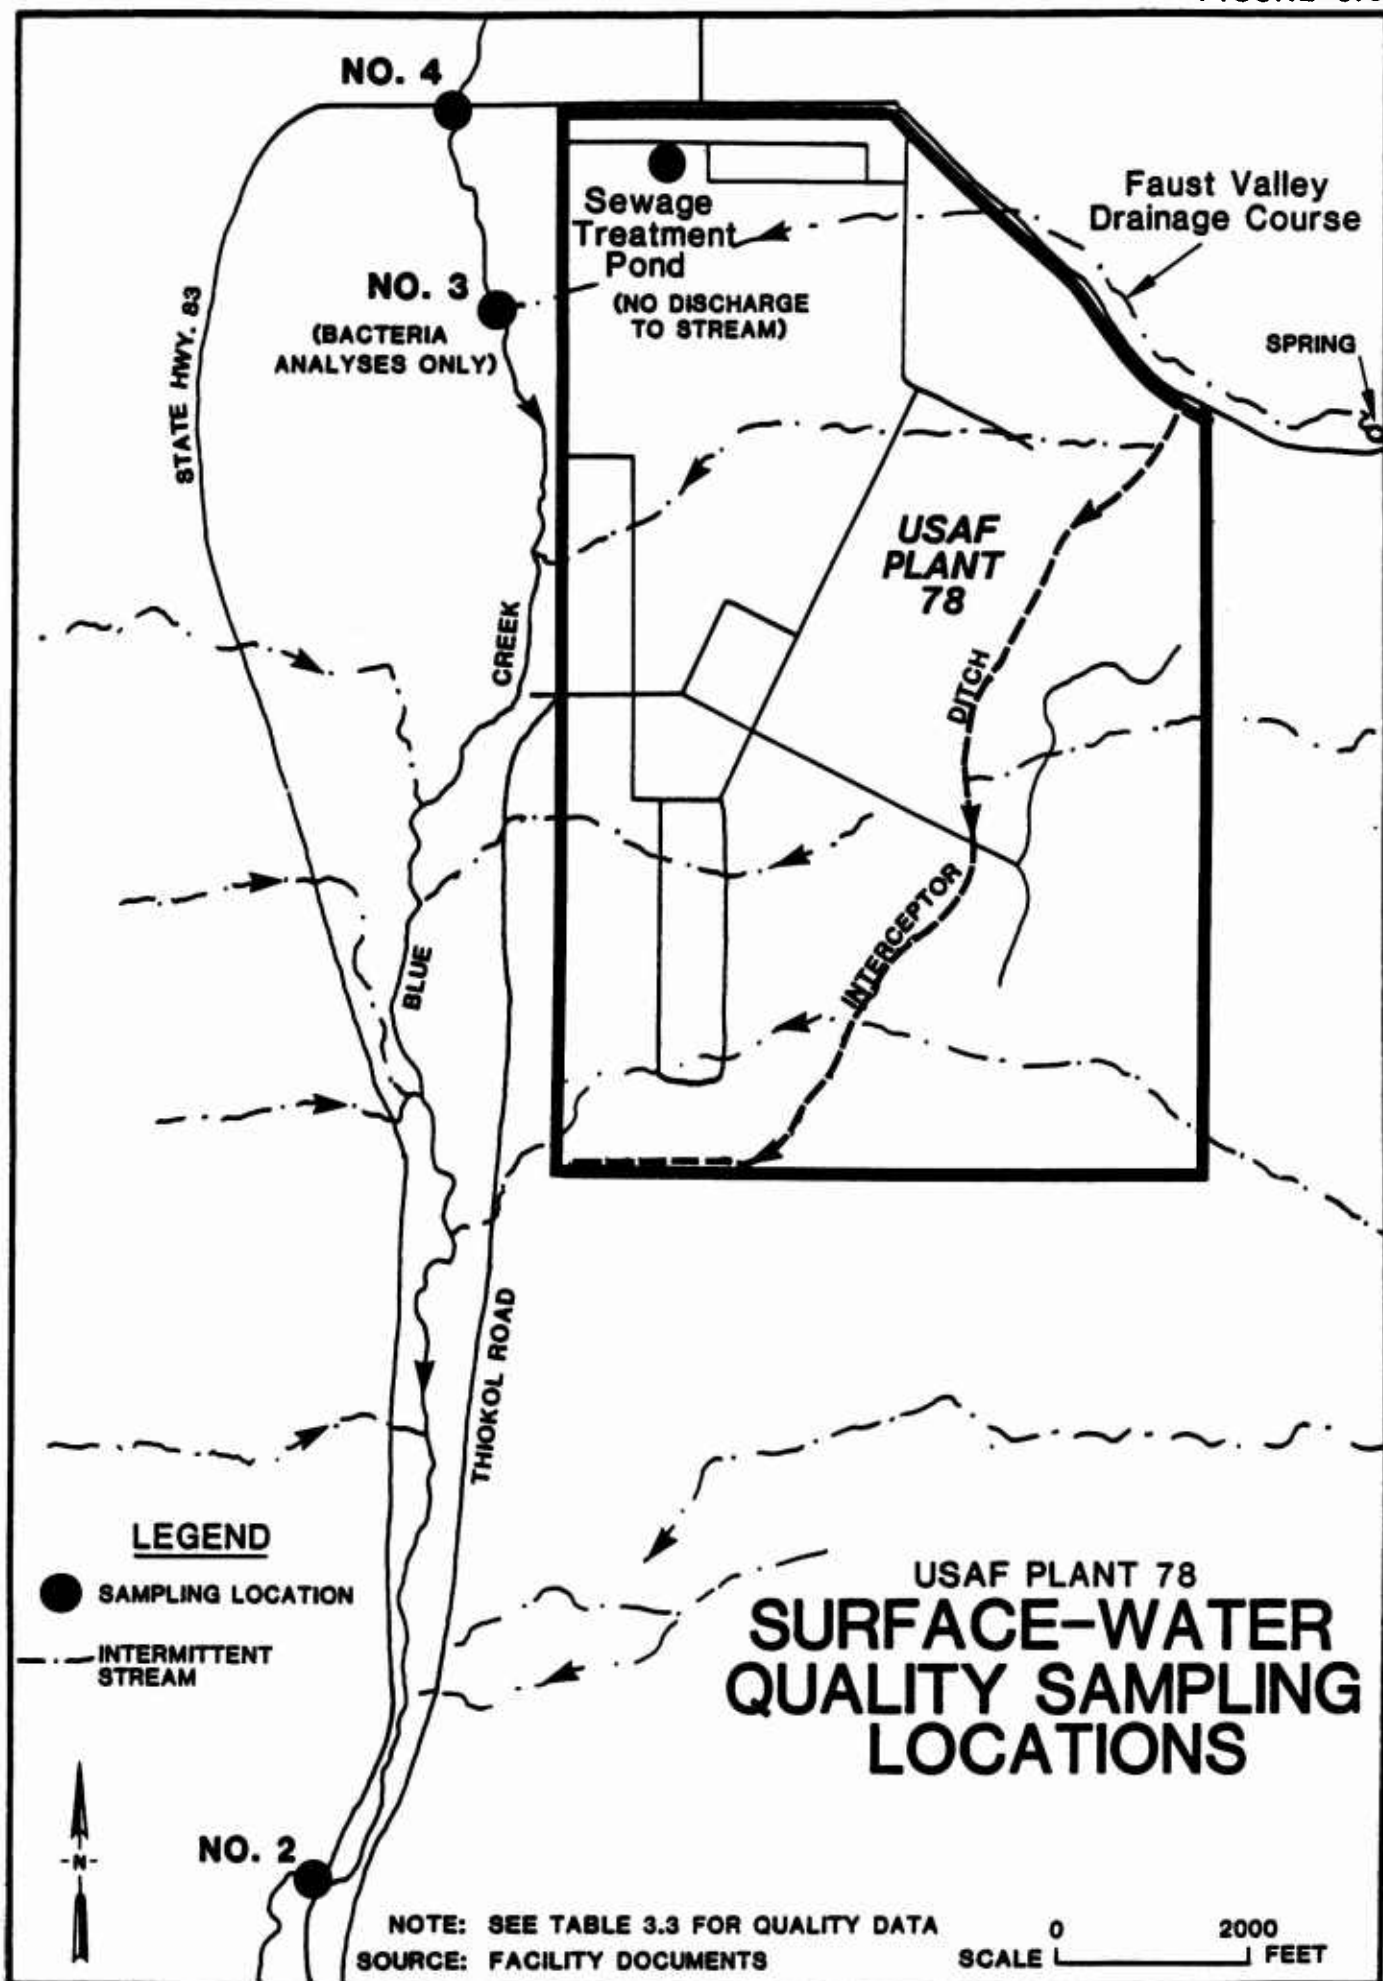 NO. 4
Faust Valley
Drainage Course
Sewage
Treatment
Pond
(NO DISCHARGE
TO STREAM)
NO. 3
(BACTERIA
ANALYSES ONLY)
SPRING
STATE HWY. 83
USAF
PLANT
78
CREEK
DITCH
INTERCEPTOR
BLUE
THIOKOL ROAD
LEGEND
SAMPLING LOCATION
INTERMITTENT
STREAM
USAF PLANT 78
SURFACE-WATER
QUALITY SAMPLING
LOCATIONS
-N-
NO. 2
NOTE: SEE TABLE 3.3 FOR QUALITY DATA
SOURCE: FACILITY DOCUMENTS
0 2000
SCALE FEET